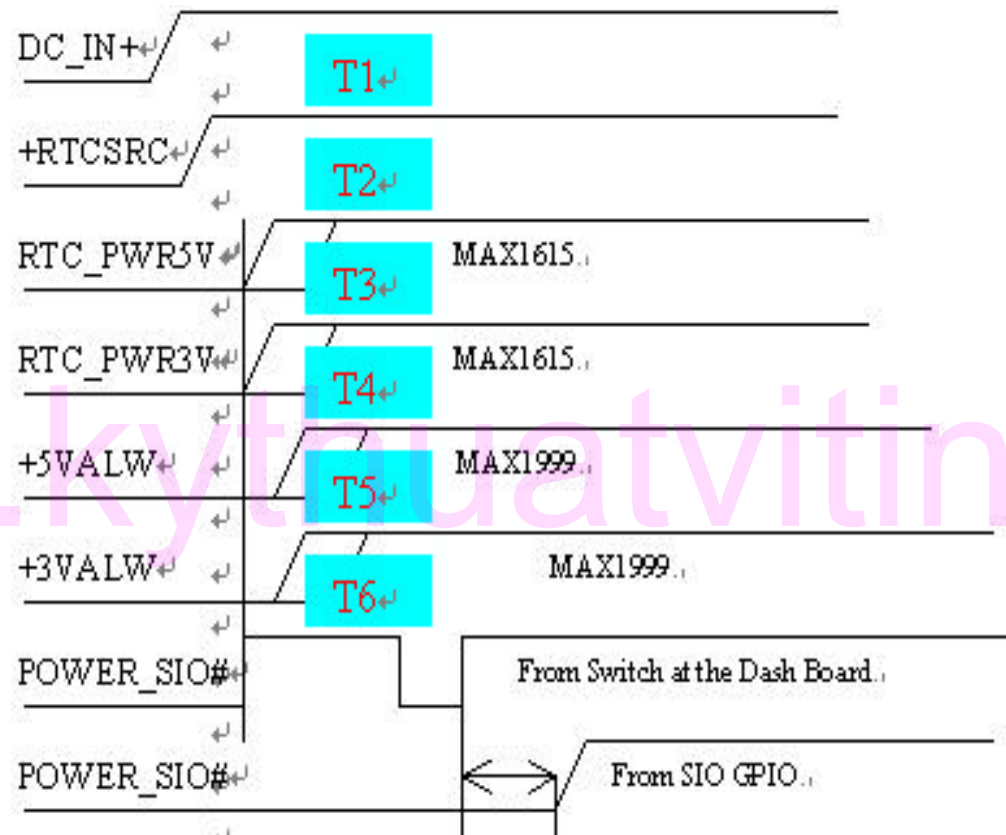 DC_IN+
T1
+RTCSRC
T2
RTC_PWR5V
MAX1615
T3
RTC_PWR3V
MAX1615
T4
.kythuatvitin
+5VALW
MAX1999
T5
+3VALW
MAX1999
T6
POWER_SIO#
From Switch at the Dash Board
POWER_SIO#
From SIO GPIO